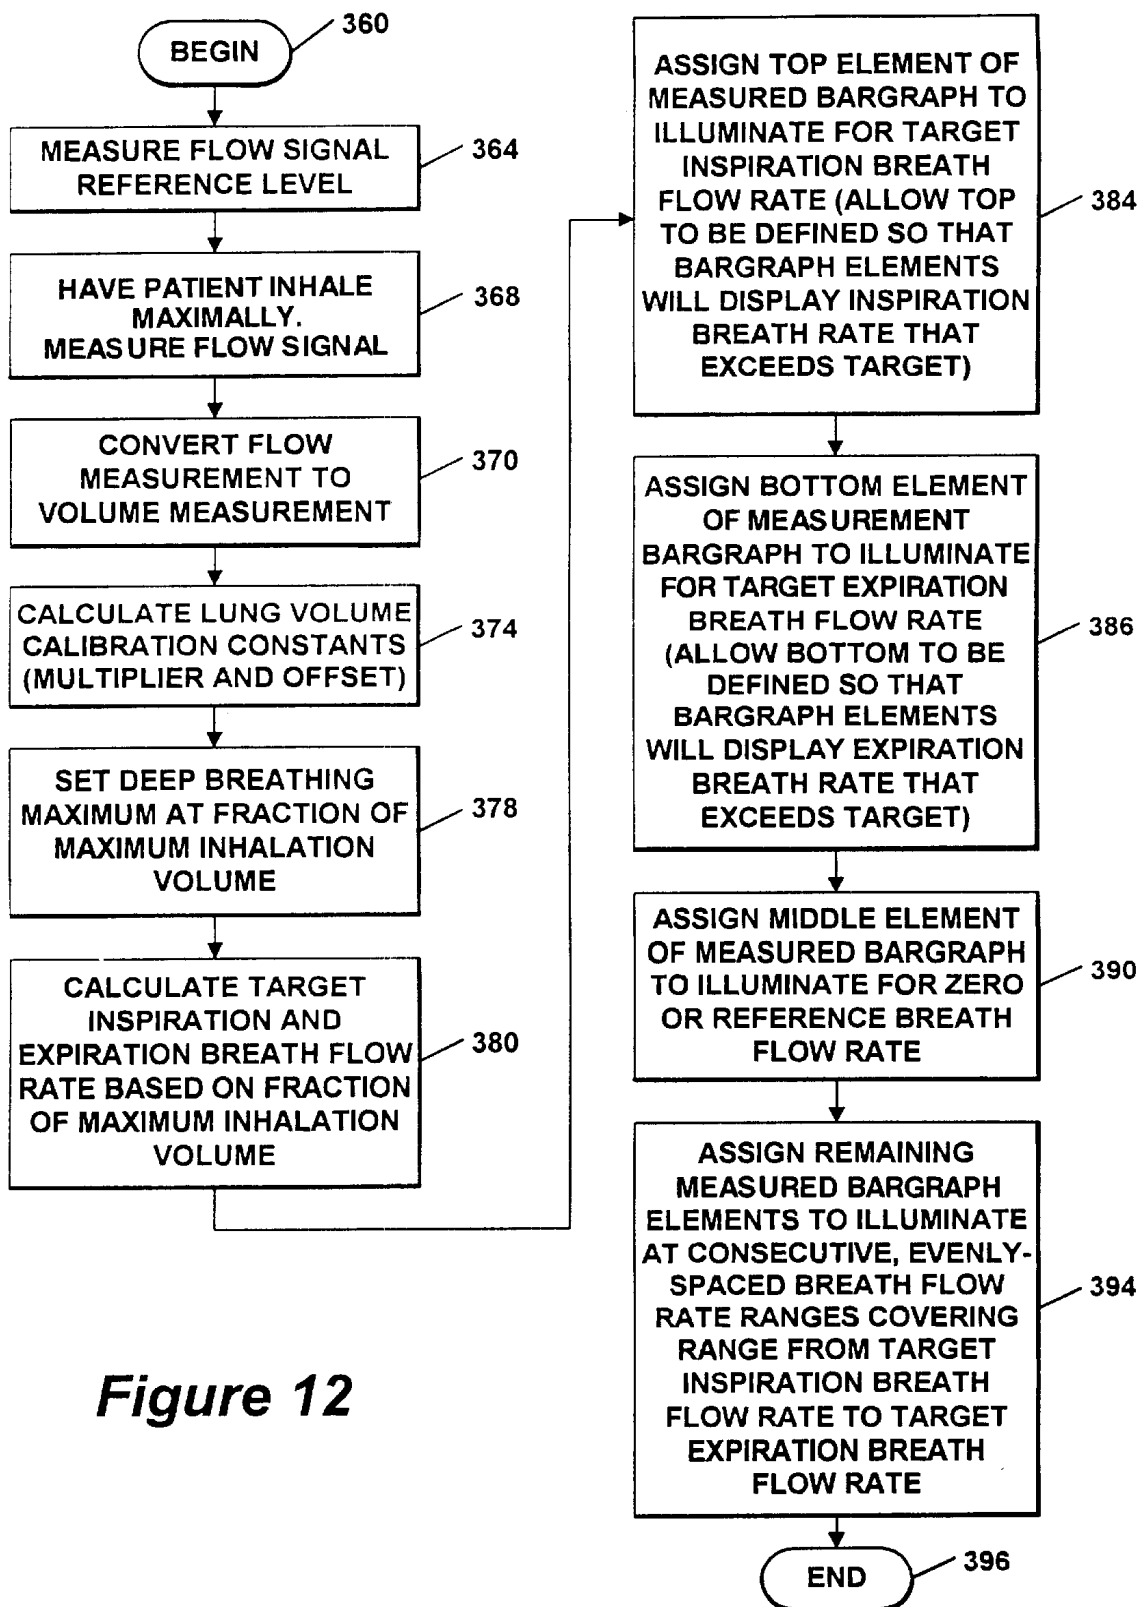 BEGIN
360
MEASURE FLOW SIGNAL
REFERENCE LEVEL
364
HAVE PATIENT INHALE
MAXIMALLY.
MEASURE FLOW SIGNAL
368
CONVERT FLOW
MEASUREMENT TO
VOLUME MEASUREMENT
370
CALCULATE LUNG VOLUME
CALIBRATION CONSTANTS
(MULTIPLIER AND OFFSET)
374
SET DEEP BREATHING
MAXIMUM AT FRACTION OF
MAXIMUM INHALATION
VOLUME
378
CALCULATE TARGET
INSPIRATION AND
EXPIRATION BREATH FLOW
RATE BASED ON FRACTION
OF MAXIMUM INHALATION
VOLUME
380
ASSIGN TOP ELEMENT OF
MEASURED BARGRAPH TO
ILLUMINATE FOR TARGET
INSPIRATION BREATH
FLOW RATE (ALLOW TOP
TO BE DEFINED SO THAT
BARGRAPH ELEMENTS
WILL DISPLAY INSPIRATION
BREATH RATE THAT
EXCEEDS TARGET)
384
ASSIGN BOTTOM ELEMENT
OF MEASUREMENT
BARGRAPH TO ILLUMINATE
FOR TARGET EXPIRATION
BREATH FLOW RATE
(ALLOW BOTTOM TO BE
DEFINED SO THAT
BARGRAPH ELEMENTS
WILL DISPLAY EXPIRATION
BREATH RATE THAT
EXCEEDS TARGET)
386
ASSIGN MIDDLE ELEMENT
OF MEASURED BARGRAPH
TO ILLUMINATE FOR ZERO
OR REFERENCE BREATH
FLOW RATE
390
ASSIGN REMAINING
MEASURED BARGRAPH
ELEMENTS TO ILLUMINATE
AT CONSECUTIVE, EVENLY-
SPACED BREATH FLOW
RATE RANGES COVERING
RANGE FROM TARGET
INSPIRATION BREATH
FLOW RATE TO TARGET
EXPIRATION BREATH
FLOW RATE
394
END
396
Figure 12